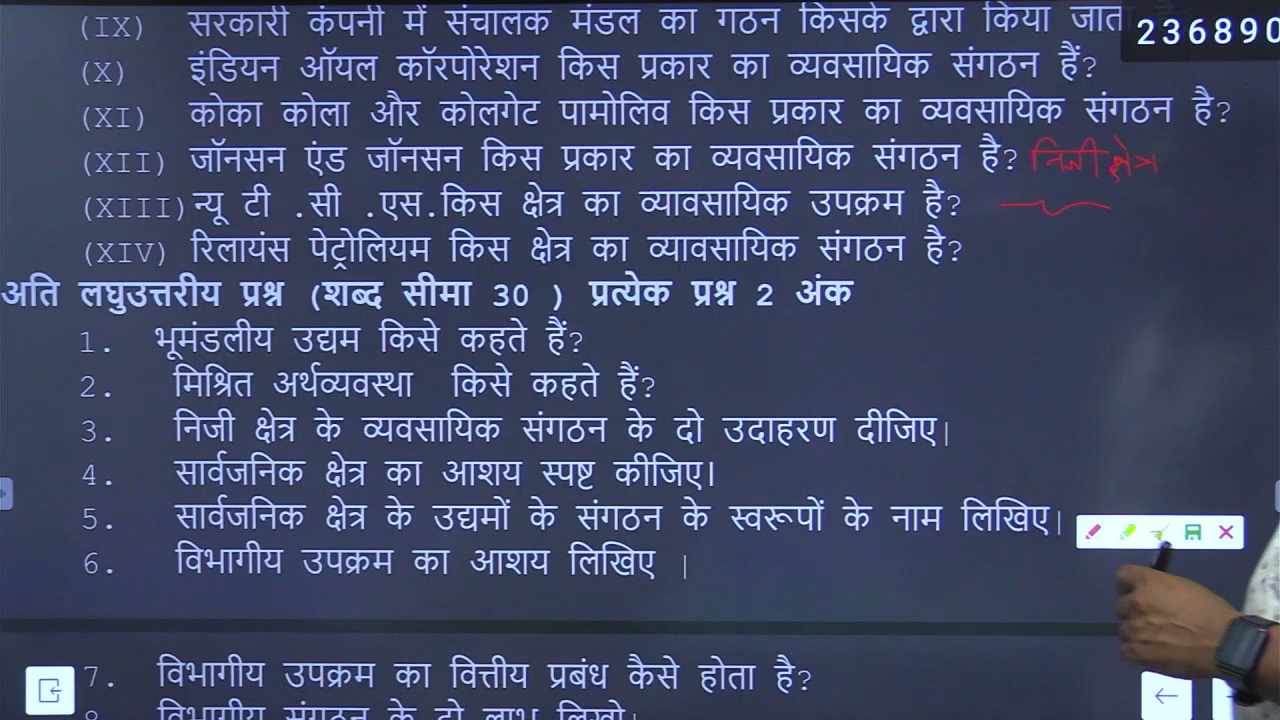 (IX) सरकारी कंपनी में संचालक मंडल का गठन किसके द्वारा किया जाता
236890
(X) इंडियन ऑयल कॉरपोरेशन किस प्रकार का व्यवसायिक संगठन हैं?
(XI) कोका कोला और कोलगेट पामोलिव किस प्रकार का व्यवसायिक संगठन है?
(XII) जॉनसन एंड जॉनसन किस प्रकार का व्यवसायिक संगठन है? निजी क्षेत्र
(XIII) न्यू टी .सी .एस.किस क्षेत्र का व्यावसायिक उपक्रम है?
(XIV) रिलायंस पेट्रोलियम किस क्षेत्र का व्यावसायिक संगठन है?
अति लघुउत्तरीय प्रश्न (शब्द सीमा 30 ) प्रत्येक प्रश्न 2 अंक
1. भूमंडलीय उद्यम किसे कहते हैं?
2. मिश्रित अर्थव्यवस्था किसे कहते हैं?
3. निजी क्षेत्र के व्यवसायिक संगठन के दो उदाहरण दीजिए|
4. सार्वजनिक क्षेत्र का आशय स्पष्ट कीजिए।
5. सार्वजनिक क्षेत्र के उद्यमों के संगठन के स्वरूपों के नाम लिखिए|
6. विभागीय उपक्रम का आशय लिखिए |
7. विभागीय उपक्रम का वित्तीय प्रबंध कैसे होता है?
8. विभागीय संगठन के दो लाभ लिखो|